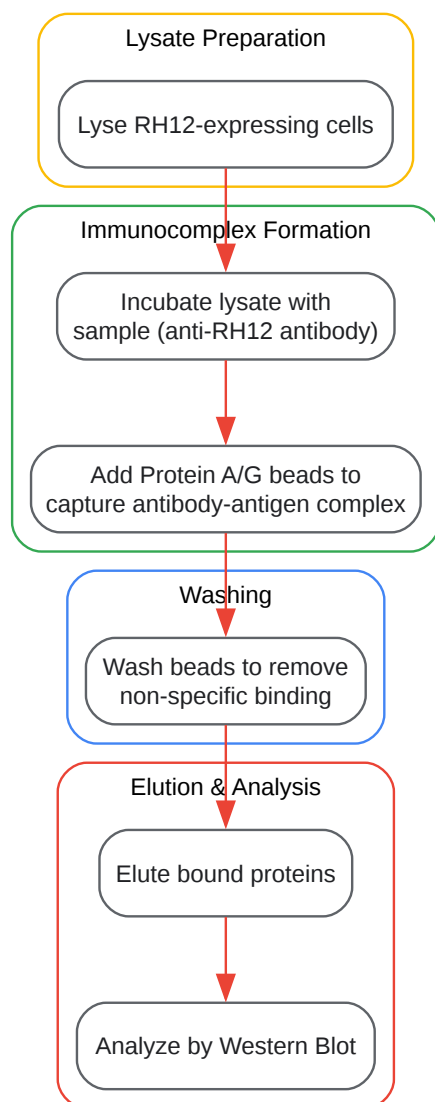 Lysate Preparation
Lyse RH12-expressing cells
Immunocomplex Formation
Incubate lysate with
sample (anti-RH12 antibody)
Add Protein A/G beads to
capture antibody-antigen complex
Washing
Wash beads to remove
non-specific binding
Elution & Analysis
Elute bound proteins
Analyze by Western Blot